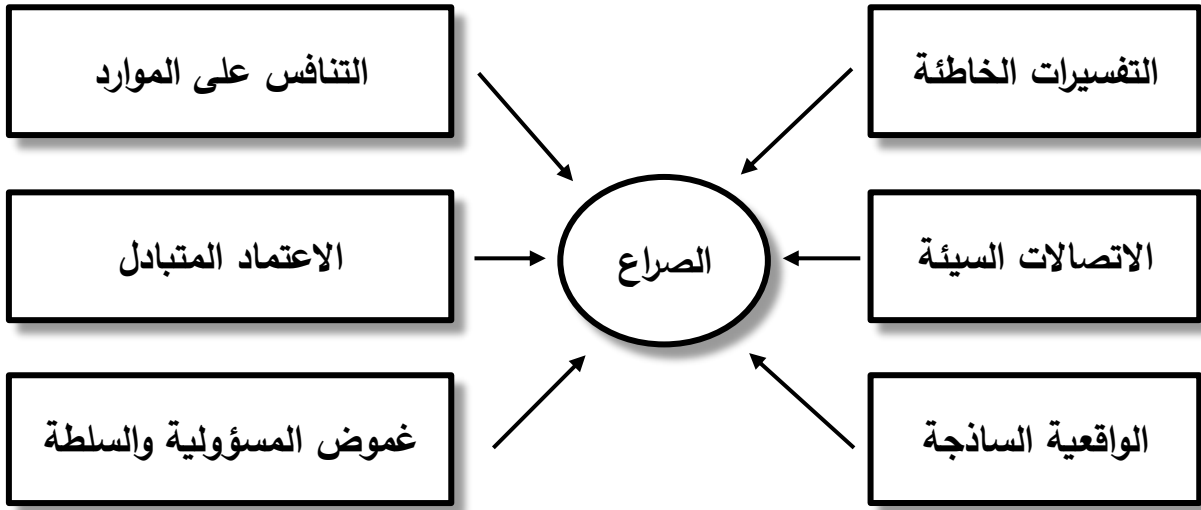 التفسيرات الخاطئة
التنافس على الموارد
الاتصالات السيئة
الصراع
الاعتماد المتبادل
الواقعية الساذجة
غموض المسؤولية والسلطة